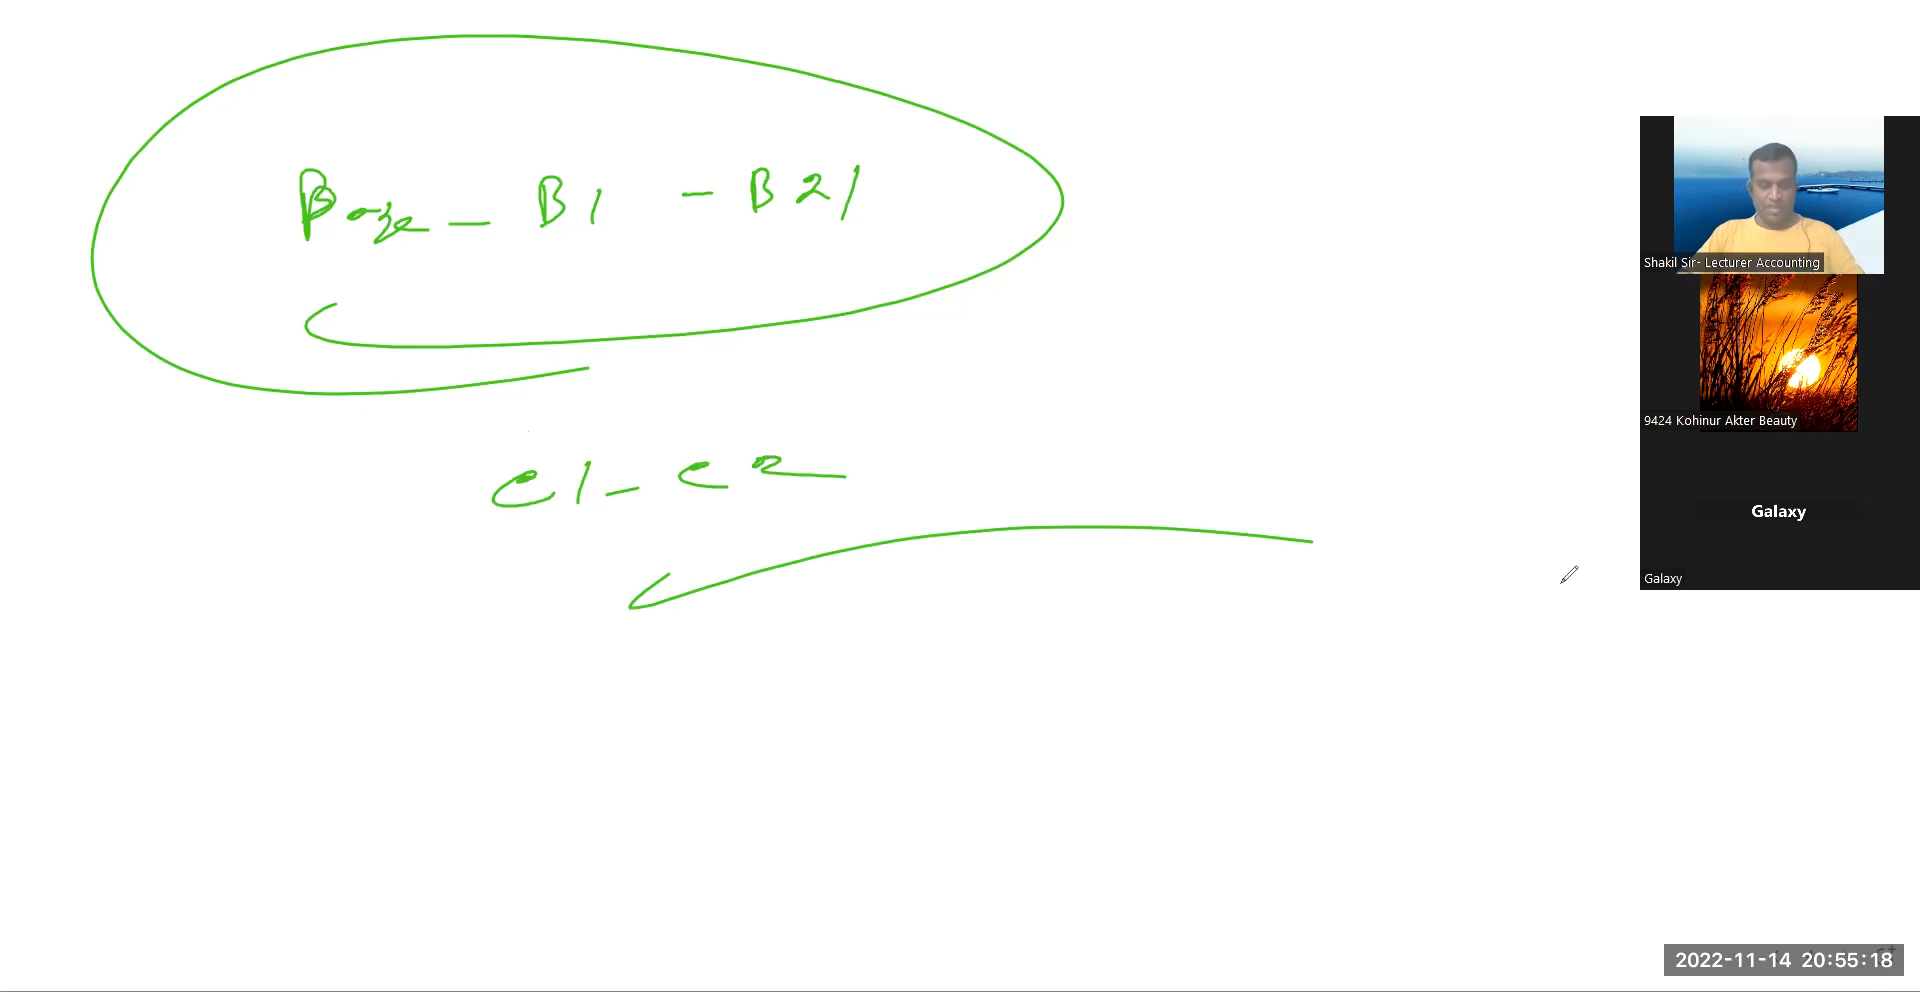 Page - B1 - B21
C1 - C2
Shakil Sir- Lecturer Accounting
9424 Kohinur Akter Beauty
Galaxy
Galaxy
2022-11-14 20:55:18